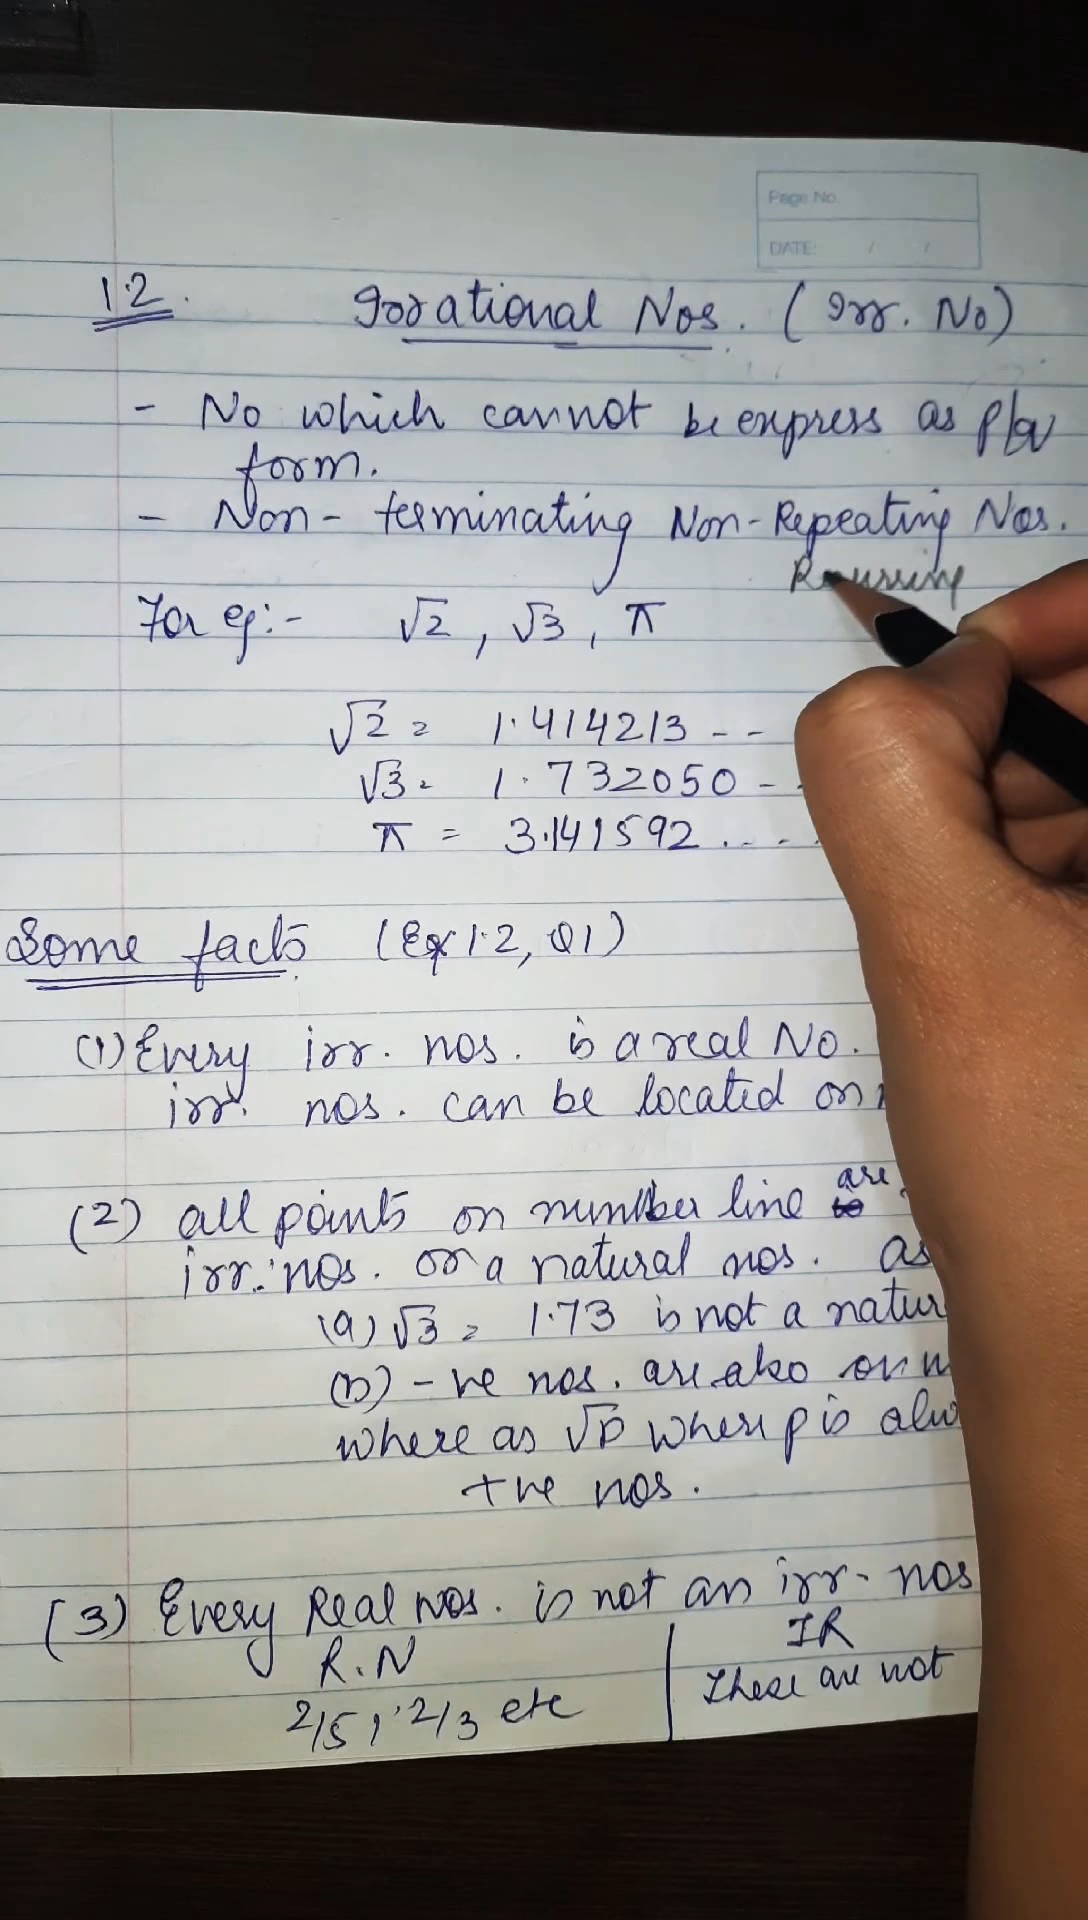 Page No.
DATE: / /
1.2. Irrational Nos. (Irr. No)
- No which cannot be express as p/q
form.
- Non-terminating Non-Repeating Nos.
For eg:- √2, √3, π
√2 = 1.414213 - -
√3 = 1.732050 - -
π = 3.141592 . . . .
Some facts (Ex 1.2, Q1)
(1) Every irr. nos. is a real No.
irr. nos. can be located on
(2) all points on number line are
irr. nos. or a natural nos. as
(a) √3 = 1.73 is not a natur
(b) -ve nos. are also on
where as √p where p is alw
+ve nos.
(3) Every Real nos. is not an irr- nos
R.N IR
2/5, 2/3 etc These are not